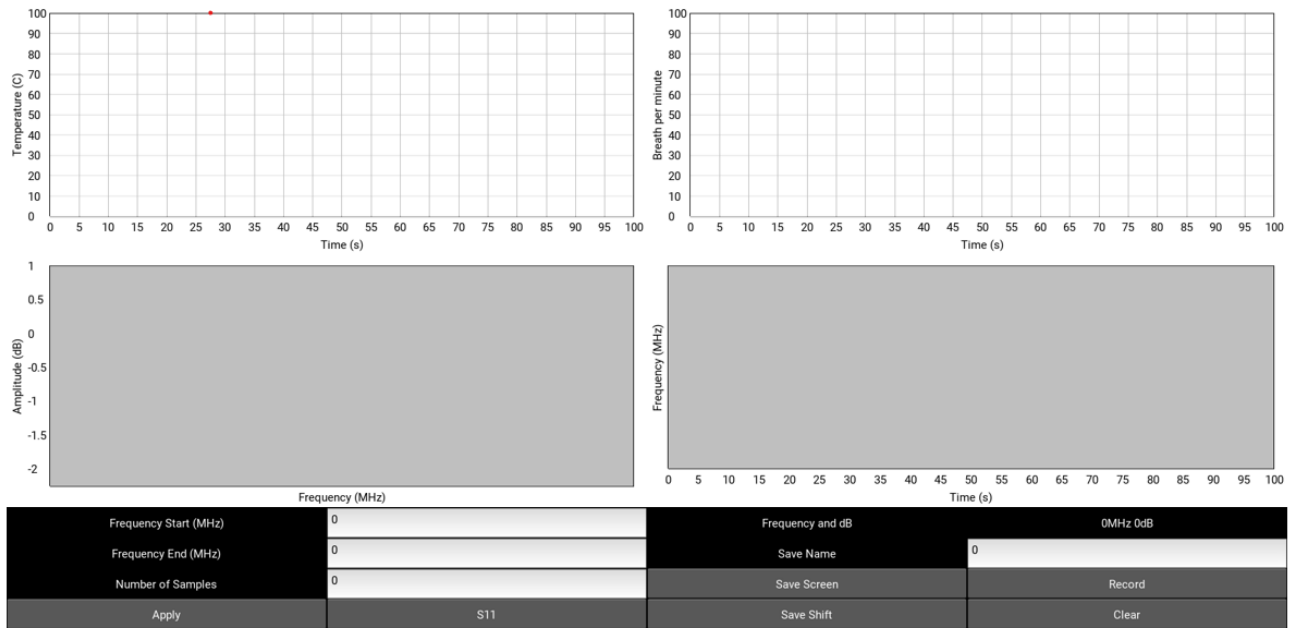 100
90
80
70
60
50
40
30
20
10
0
Temperature (C)
0 5 10 15 20 25 30 35 40 45 50 55 60 65 70 75 80 85 90 95 100
Time (s)
100
90
80
70
60
50
40
30
20
10
0
Breath per minute
0 5 10 15 20 25 30 35 40 45 50 55 60 65 70 75 80 85 90 95 100
Time (s)
1
0.5
0
-0.5
-1
-1.5
-2
Amplitude (dB)
Frequency (MHz)
Frequency (MHz)
0 5 10 15 20 25 30 35 40 45 50 55 60 65 70 75 80 85 90 95 100
Time (s)
Frequency Start (MHz) 0 Frequency and dB 0MHz 0dB
Frequency End (MHz) 0 Save Name 0
Number of Samples 0 Save Screen Record
Apply S11 Save Shift Clear